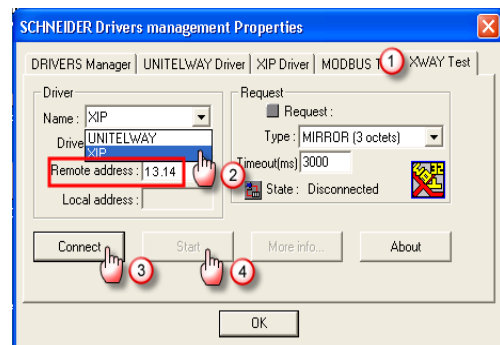 SCHNEIDER Drivers management Properties
DRIVERS Manager UNITELWAY Driver XIP Driver MODBUS T 1 XWAY Test
Driver
Name : XIP
UNITELWAY
XIP
Drive
Remote address : 13.14
2
Local address :
Request
Request :
Type : MIRROR (3 octets)
Timeout(ms) 3000
State : Disconnected
Connect Start More info... About
3
4
OK